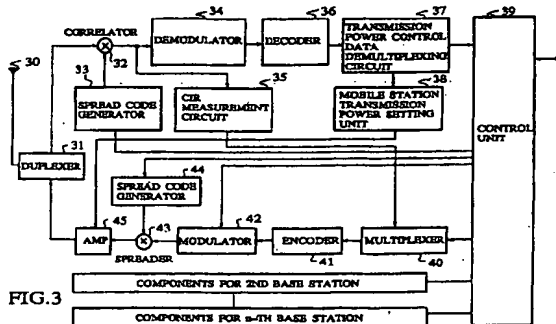 34
36
37
39
CORRELATOR
DEMODULATOR
DECODER
TRANSMISSION
POWER CONTROL
DATA
DEMULTIPLEXING
CIRCUIT
30
32
33
35
38
SPREAD CODE
GENERATOR
CIR
MEASUREMENT
CIRCUIT
MOBILE STATION
TRANSMISSION
POWER SETTING
UNIT
CONTROL
UNIT
31
DUPLEXER
44
SPREAD CODE
GENERATOR
45
43
42
AMP
MODULATOR
ENCODER
MULTIPLEXER
SPREADER
41
40
COMPONENTS FOR 2ND BASE STATION
FIG.3
COMPONENTS FOR n-TH BASE STATION